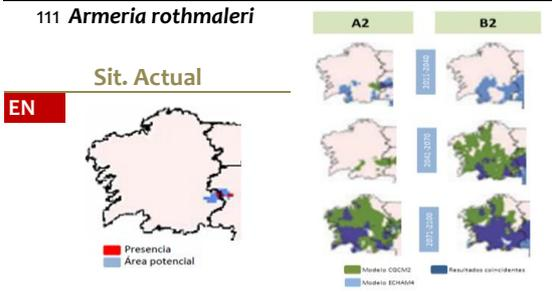 111 Armeria rothmaleri
Sit. Actual
EN
Presencia
Área potencial
A2
B2
2011-2040
2041-2070
2071-2100
Modelo CGCM2
Resultados coincidentes
Modelo ECHAM4